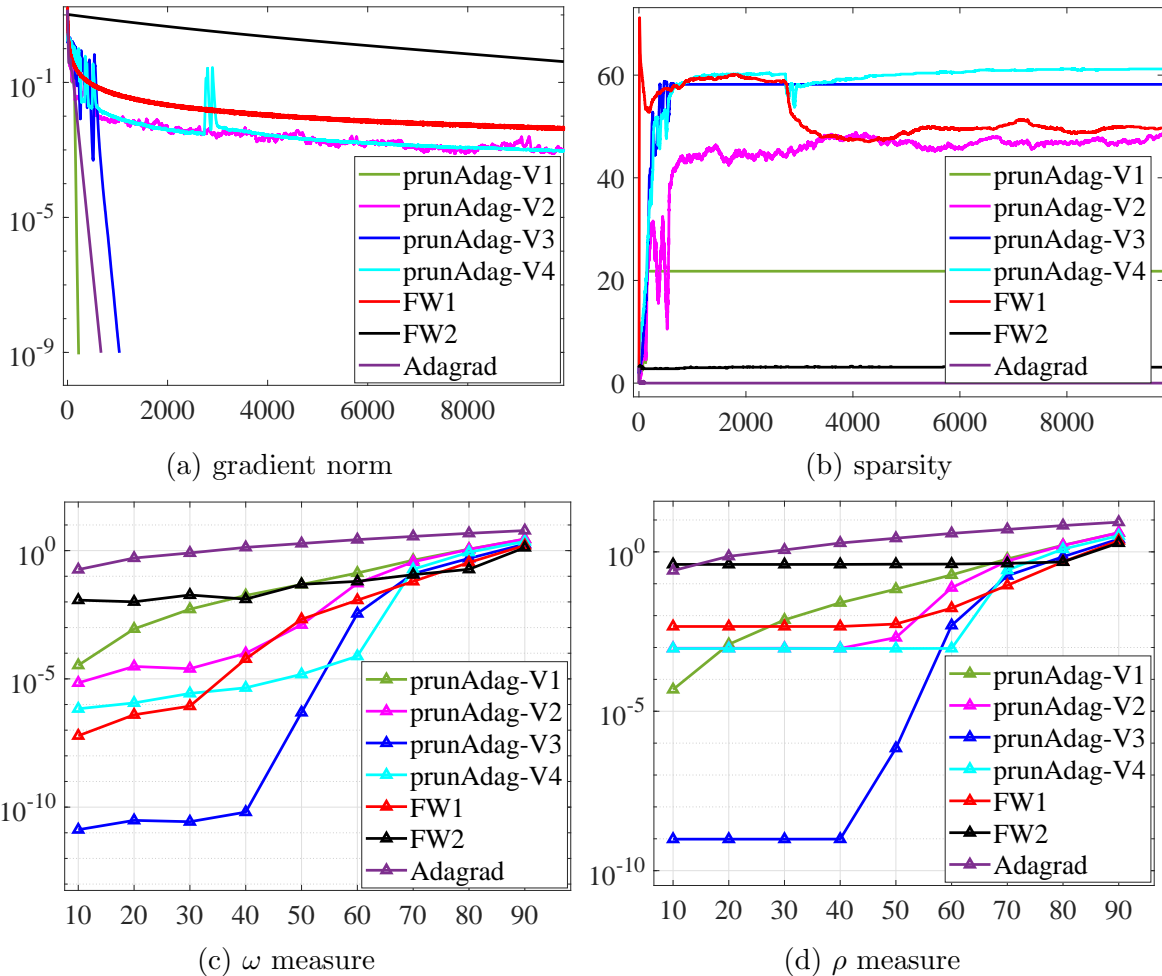 10^-1
10^-5
10^-9
prunAdag-V1
prunAdag-V2
prunAdag-V3
prunAdag-V4
FW1
FW2
Adagrad
0 2000 4000 6000 8000
(a) gradient norm
60
40
20
0
prunAdag-V1
prunAdag-V2
prunAdag-V3
prunAdag-V4
FW1
FW2
Adagrad
0 2000 4000 6000 8000
(b) sparsity
10^0
10^-5
10^-10
prunAdag-V1
prunAdag-V2
prunAdag-V3
prunAdag-V4
FW1
FW2
Adagrad
10 20 30 40 50 60 70 80 90
(c) ω measure
10^0
10^-5
10^-10
prunAdag-V1
prunAdag-V2
prunAdag-V3
prunAdag-V4
FW1
FW2
Adagrad
10 20 30 40 50 60 70 80 90
(d) ρ measure